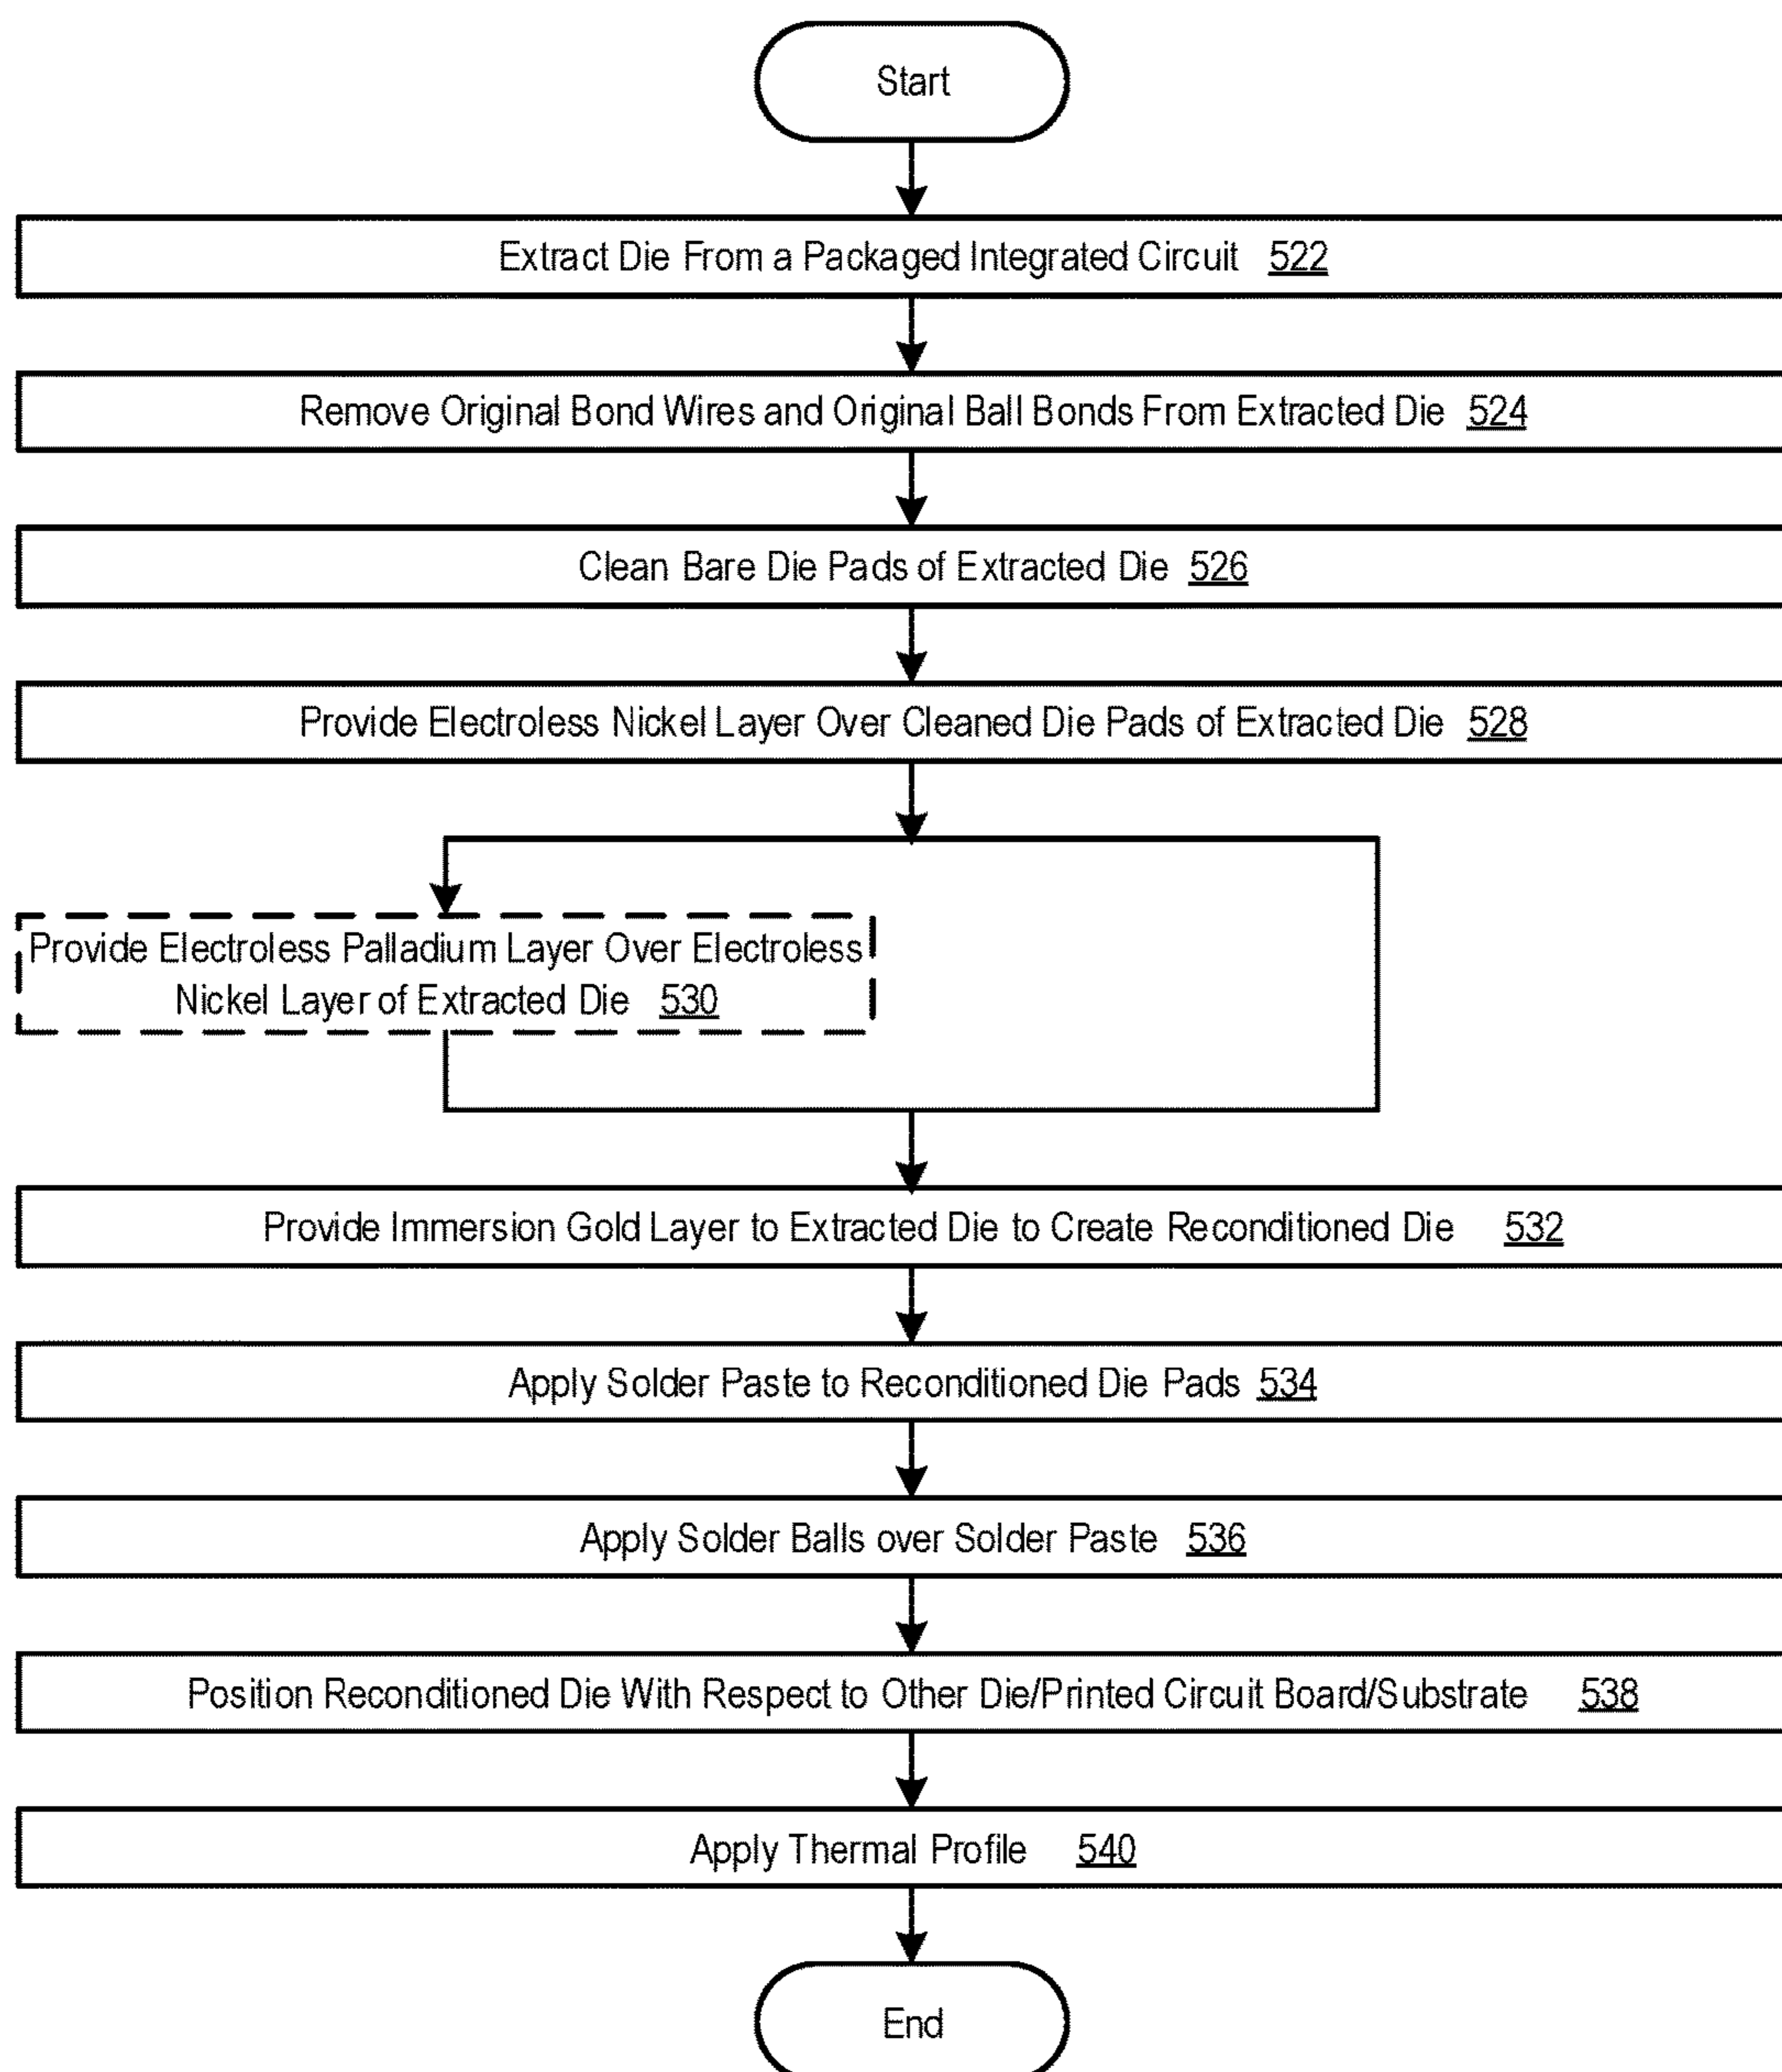 Start
Extract Die From a Packaged Integrated Circuit 522
Remove Original Bond Wires and Original Ball Bonds From Extracted Die 524
Clean Bare Die Pads of Extracted Die 526
Provide Electroless Nickel Layer Over Cleaned Die Pads of Extracted Die 528
Provide Electroless Palladium Layer Over Electroless
Nickel Layer of Extracted Die 530
Provide Immersion Gold Layer to Extracted Die to Create Reconditioned Die 532
Apply Solder Paste to Reconditioned Die Pads 534
Apply Solder Balls over Solder Paste 536
Position Reconditioned Die With Respect to Other Die/Printed Circuit Board/Substrate 538
Apply Thermal Profile 540
End